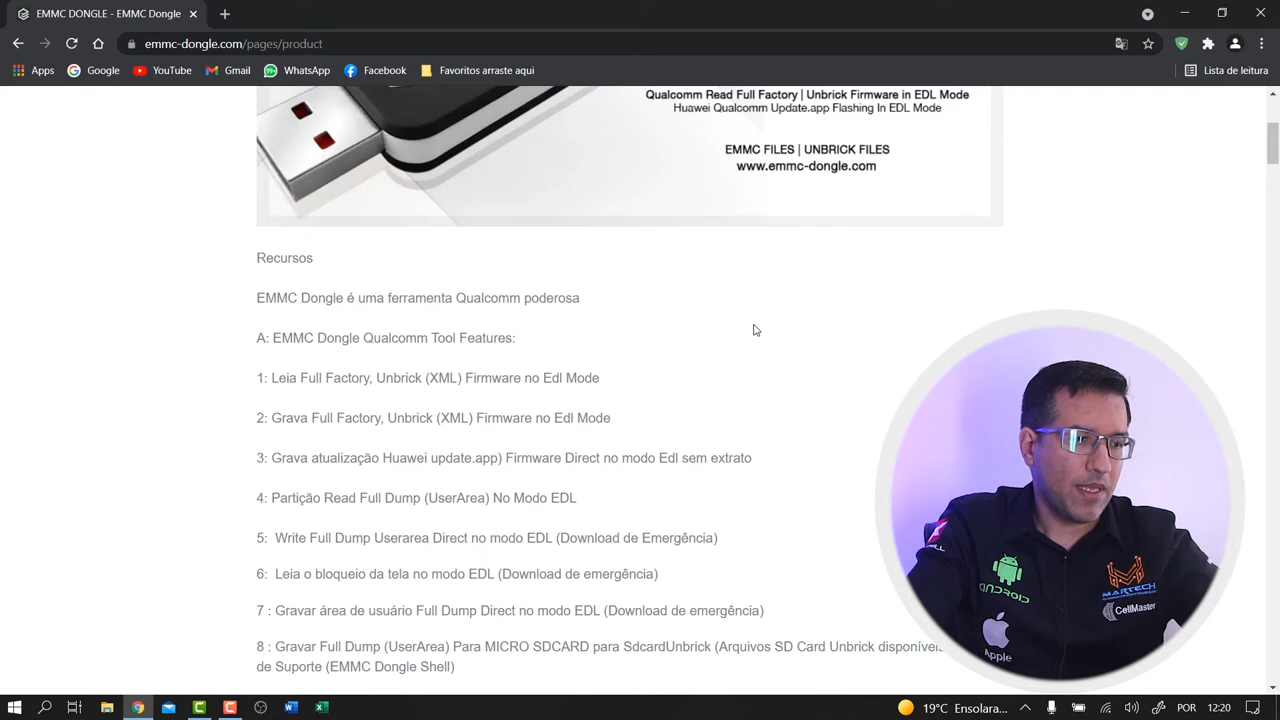 EMMC DONGLE - EMMC Dongle
emmc-dongle.com/pages/product
Apps Google YouTube Gmail WhatsApp Facebook Favoritos arraste aqui Lista de leitura
Qualcomm Read Full Factory | Unbrick Firmware in EDL Mode
Huawei Qualcomm Update.app Flashing In EDL Mode
EMMC FILES | UNBRICK FILES
www.emmc-dongle.com
Recursos
EMMC Dongle é uma ferramenta Qualcomm poderosa
A: EMMC Dongle Qualcomm Tool Features:
1: Leia Full Factory, Unbrick (XML) Firmware no Edl Mode
2: Grava Full Factory, Unbrick (XML) Firmware no Edl Mode
3: Grava atualização Huawei update.app) Firmware Direct no modo Edl sem extrato
4: Partição Read Full Dump (UserArea) No Modo EDL
5: Write Full Dump Userarea Direct no modo EDL (Download de Emergência)
6: Leia o bloqueio da tela no modo EDL (Download de emergência)
7 : Gravar área de usuário Full Dump Direct no modo EDL (Download de emergência)
8 : Gravar Full Dump (UserArea) Para MICRO SDCARD para SdcardUnbrick (Arquivos SD Card Unbrick disponíveis
de Suporte (EMMC Dongle Shell)
ANDROID
MARTECH
CellMaster
Apple
19°C Ensolara...
POR
12:20